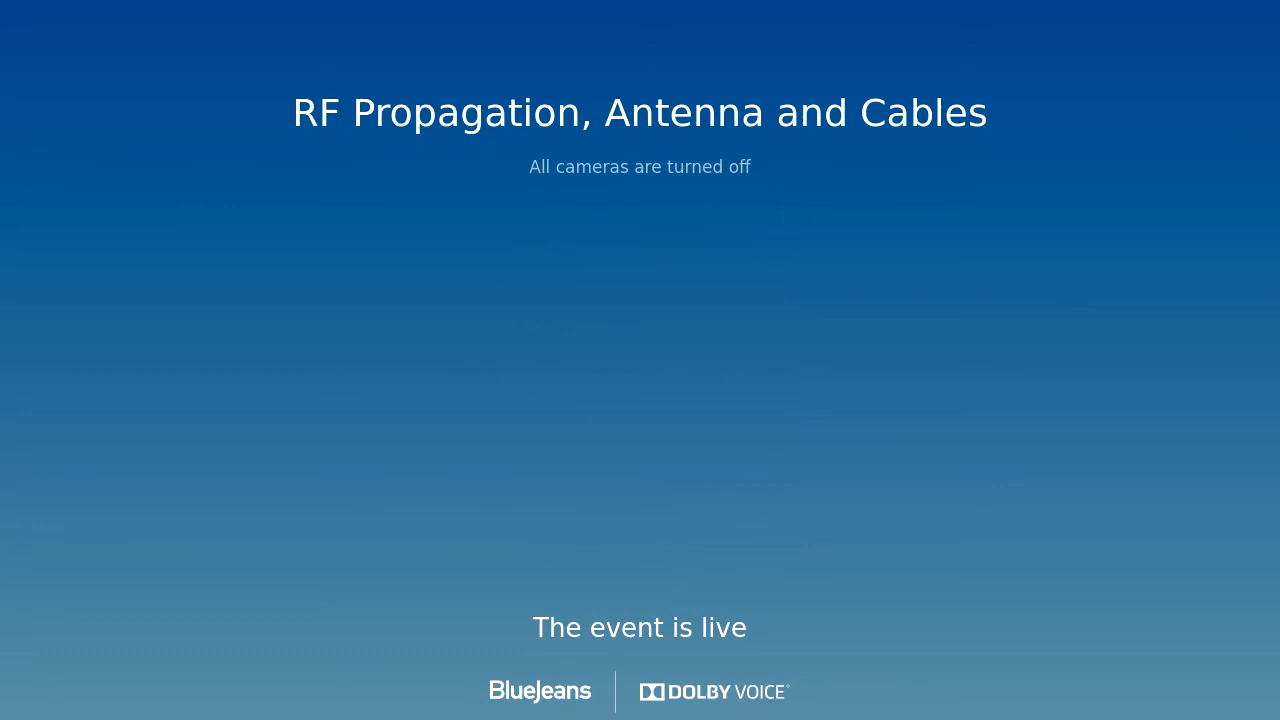 RF Propagation, Antenna and Cables
All cameras are turned off
The event is live
BlueJeans
DOLBY VOICE